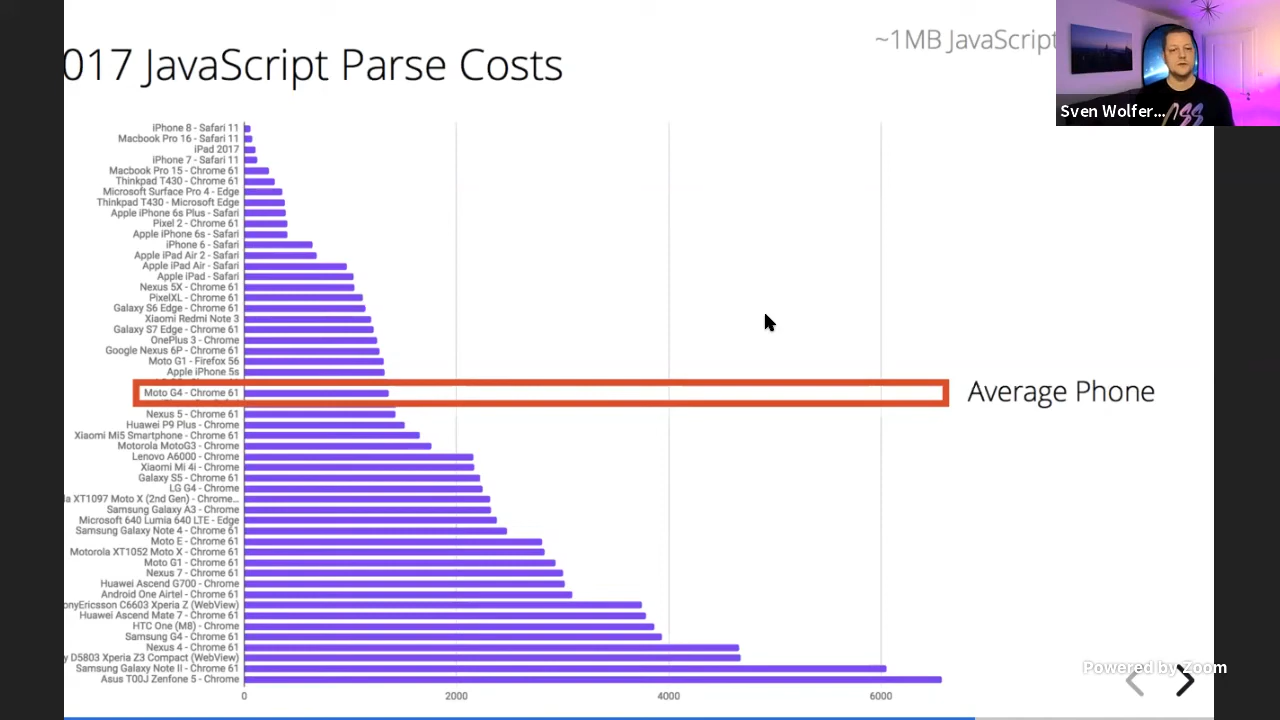 017 JavaScript Parse Costs
~1MB JavaScript
Sven Wolfer...
iPhone 8 - Safari 11
Macbook Pro 16 - Safari 11
iPad 2017
iPhone 7 - Safari 11
Macbook Pro 15 - Chrome 61
Thinkpad T430 - Chrome 61
Microsoft Surface Pro 4 - Edge
Thinkpad T430 - Microsoft Edge
Apple iPhone 6s Plus - Safari
Pixel 2 - Chrome 61
Apple iPhone 6s - Safari
iPhone 6 - Safari
Apple iPad Air 2 - Safari
Apple iPad Air - Safari
Apple iPad - Safari
Nexus 5X - Chrome 61
PixelXL - Chrome 61
Galaxy S6 Edge - Chrome 61
Xiaomi Redmi Note 3
Galaxy S7 Edge - Chrome 61
OnePlus 3 - Chrome 61
Google Nexus 6P - Chrome 61
Moto G1 - Firefox 56
Apple iPhone 5s
Moto G4 - Chrome 61
Average Phone
Nexus 5 - Chrome 61
Huawei P9 Plus - Chrome
Xiaomi Mi5 Smartphone - Chrome 61
Motorola MotoG3 - Chrome
Lenovo A6000 - Chrome
Xiaomi Mi 4i - Chrome
Galaxy S5 - Chrome 61
LG G4 - Chrome
la XT1097 Moto X (2nd Gen) - Chrome...
Samsung Galaxy A3 - Chrome
Microsoft 640 Lumia 640 LTE - Edge
Samsung Galaxy Note 4 - Chrome 61
Moto E - Chrome 61
Motorola XT1052 Moto X - Chrome 61
Moto G1 - Chrome 61
Nexus 7 - Chrome 61
Huawei Ascend G700 - Chrome
Android One Airtel - Chrome 61
onyEricsson C6603 Xperia Z (WebView)
Huawei Ascend Mate 7 - Chrome 61
HTC One (M8) - Chrome 61
Samsung G4 - Chrome 61
Nexus 4 - Chrome 61
y D5803 Xperia Z3 Compact (WebView)
Samsung Galaxy Note II - Chrome 61
Asus T00J Zenfone 5 - Chrome
0 2000 4000 6000
Powered by Zoom